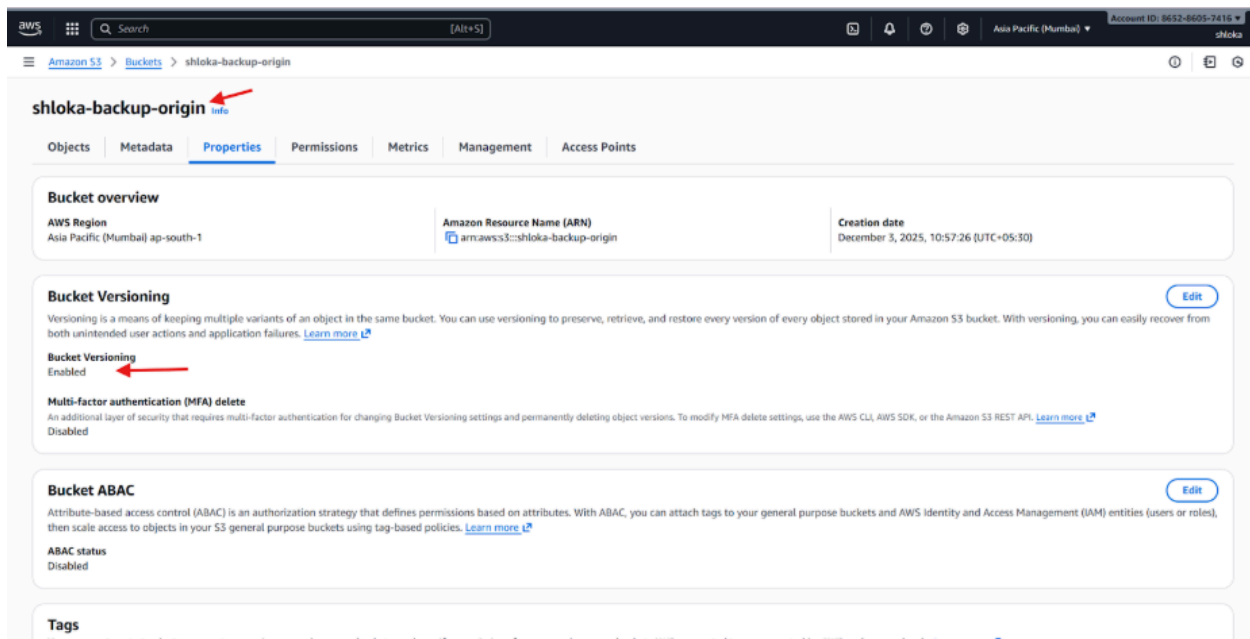 aws
Search [Alt+S]
Asia Pacific (Mumbai)
Account ID: 8652-8605-7416
shloka
Amazon S3 > Buckets > shloka-backup-origin
shloka-backup-origin Info
Objects Metadata Properties Permissions Metrics Management Access Points
Bucket overview
AWS Region Amazon Resource Name (ARN) Creation date
Asia Pacific (Mumbai) ap-south-1 arn:aws:s3:::shloka-backup-origin December 3, 2025, 10:57:26 (UTC+05:30)
Bucket Versioning Edit
Versioning is a means of keeping multiple variants of an object in the same bucket. You can use versioning to preserve, retrieve, and restore every version of every object stored in your Amazon S3 bucket. With versioning, you can easily recover from
both unintended user actions and application failures. Learn more
Bucket Versioning
Enabled
Multi-factor authentication (MFA) delete
An additional layer of security that requires multi-factor authentication for changing Bucket Versioning settings and permanently deleting object versions. To modify MFA delete settings, use the AWS CLI, AWS SDK, or the Amazon S3 REST API. Learn more
Disabled
Bucket ABAC Edit
Attribute-based access control (ABAC) is an authorization strategy that defines permissions based on attributes. With ABAC, you can attach tags to your general purpose buckets and AWS Identity and Access Management (IAM) entities (users or roles),
then scale access to objects in your S3 general purpose buckets using tag-based policies. Learn more
ABAC status
Disabled
Tags